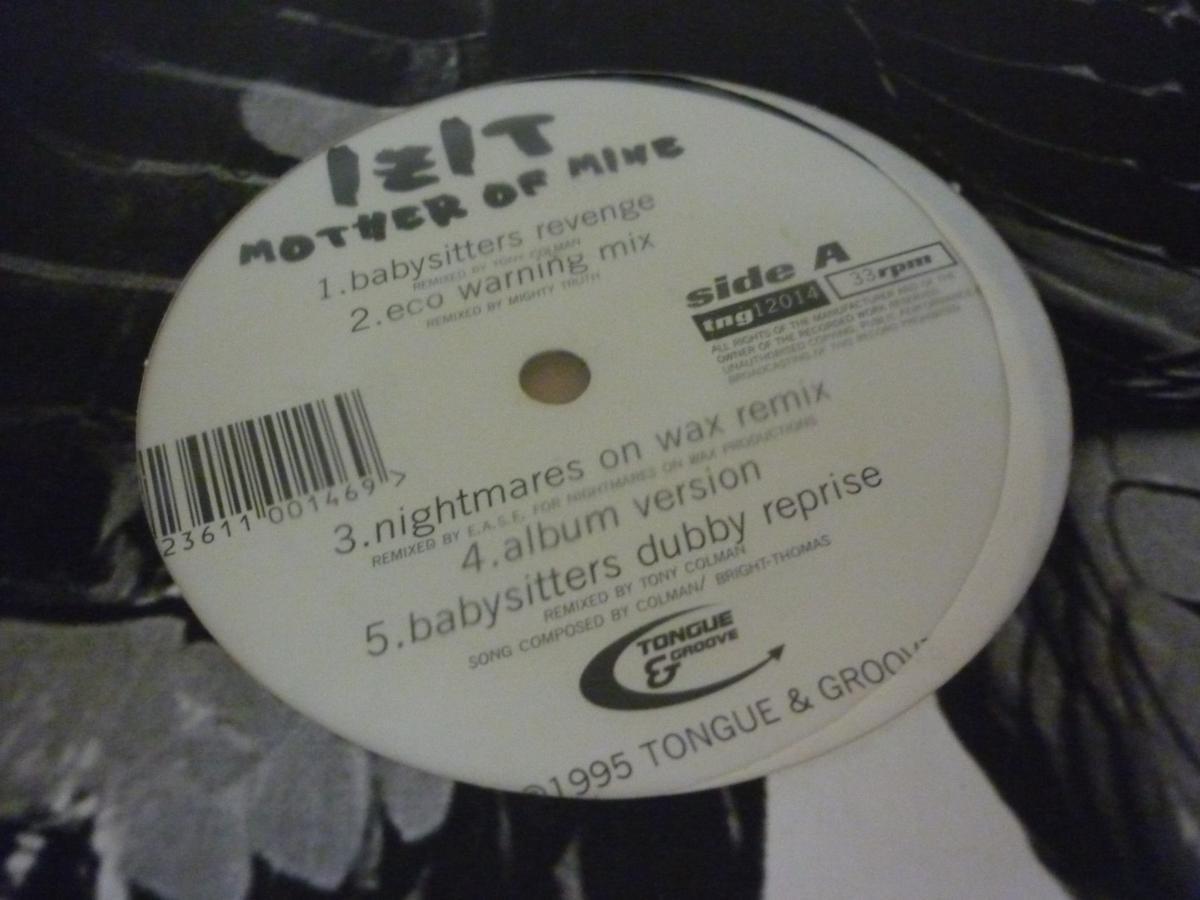 IZIT
MOTHER OF MINE
1.babysitters revenge
REMIXED BY TONY COLMAN
2.eco warning mix
REMIXED BY MIGHTY TRUTH
side A
tng12014 33rpm
ALL RIGHTS OF THE MANUFACTURER AND OF THE
OWNER OF THE RECORDED WORK RESERVED.
UNAUTHORISED COPYING, PUBLIC PERFORMANCE,
BROADCASTING OF THIS RECORD PROHIBITED.
23611 001469 >
3.nightmares on wax remix
REMIXED BY E.A.S.E. FOR NIGHTMARES ON WAX PRODUCTIONS
4.album version
5.babysitters dubby reprise
REMIXED BY TONY COLMAN
SONG COMPOSED BY COLMAN/ BRIGHT-THOMAS
TONGUE
& GROOVE
1995 TONGUE & GROOV